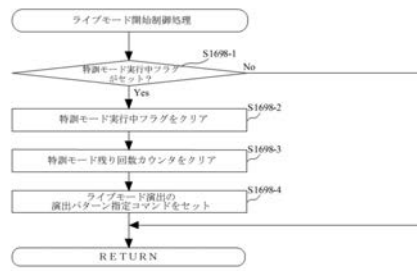 ライブモード開始制御処理
S1698-1
特訓モード実行中フラグ
がセット？
No
Yes
S1698-2
特訓モード実行中フラグをクリア
S1698-3
特訓モード残り回数カウンタをクリア
S1698-4
ライブモード演出の
演出パターン指定コマンドをセット
RETURN